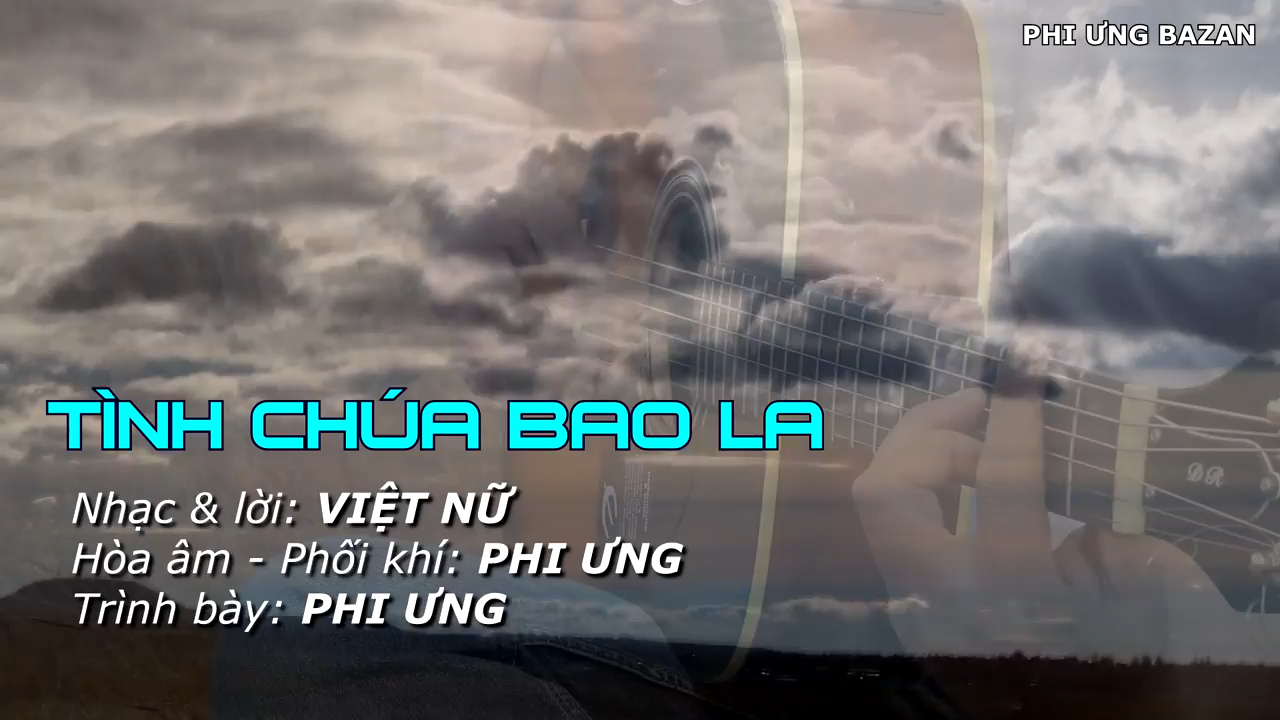 PHI ƯNG BAZAN
TÌNH CHÚA BAO LA
Nhạc & lời: VIỆT NỮ
Hòa âm - Phối khí: PHI ƯNG
Trình bày: PHI ƯNG
DR